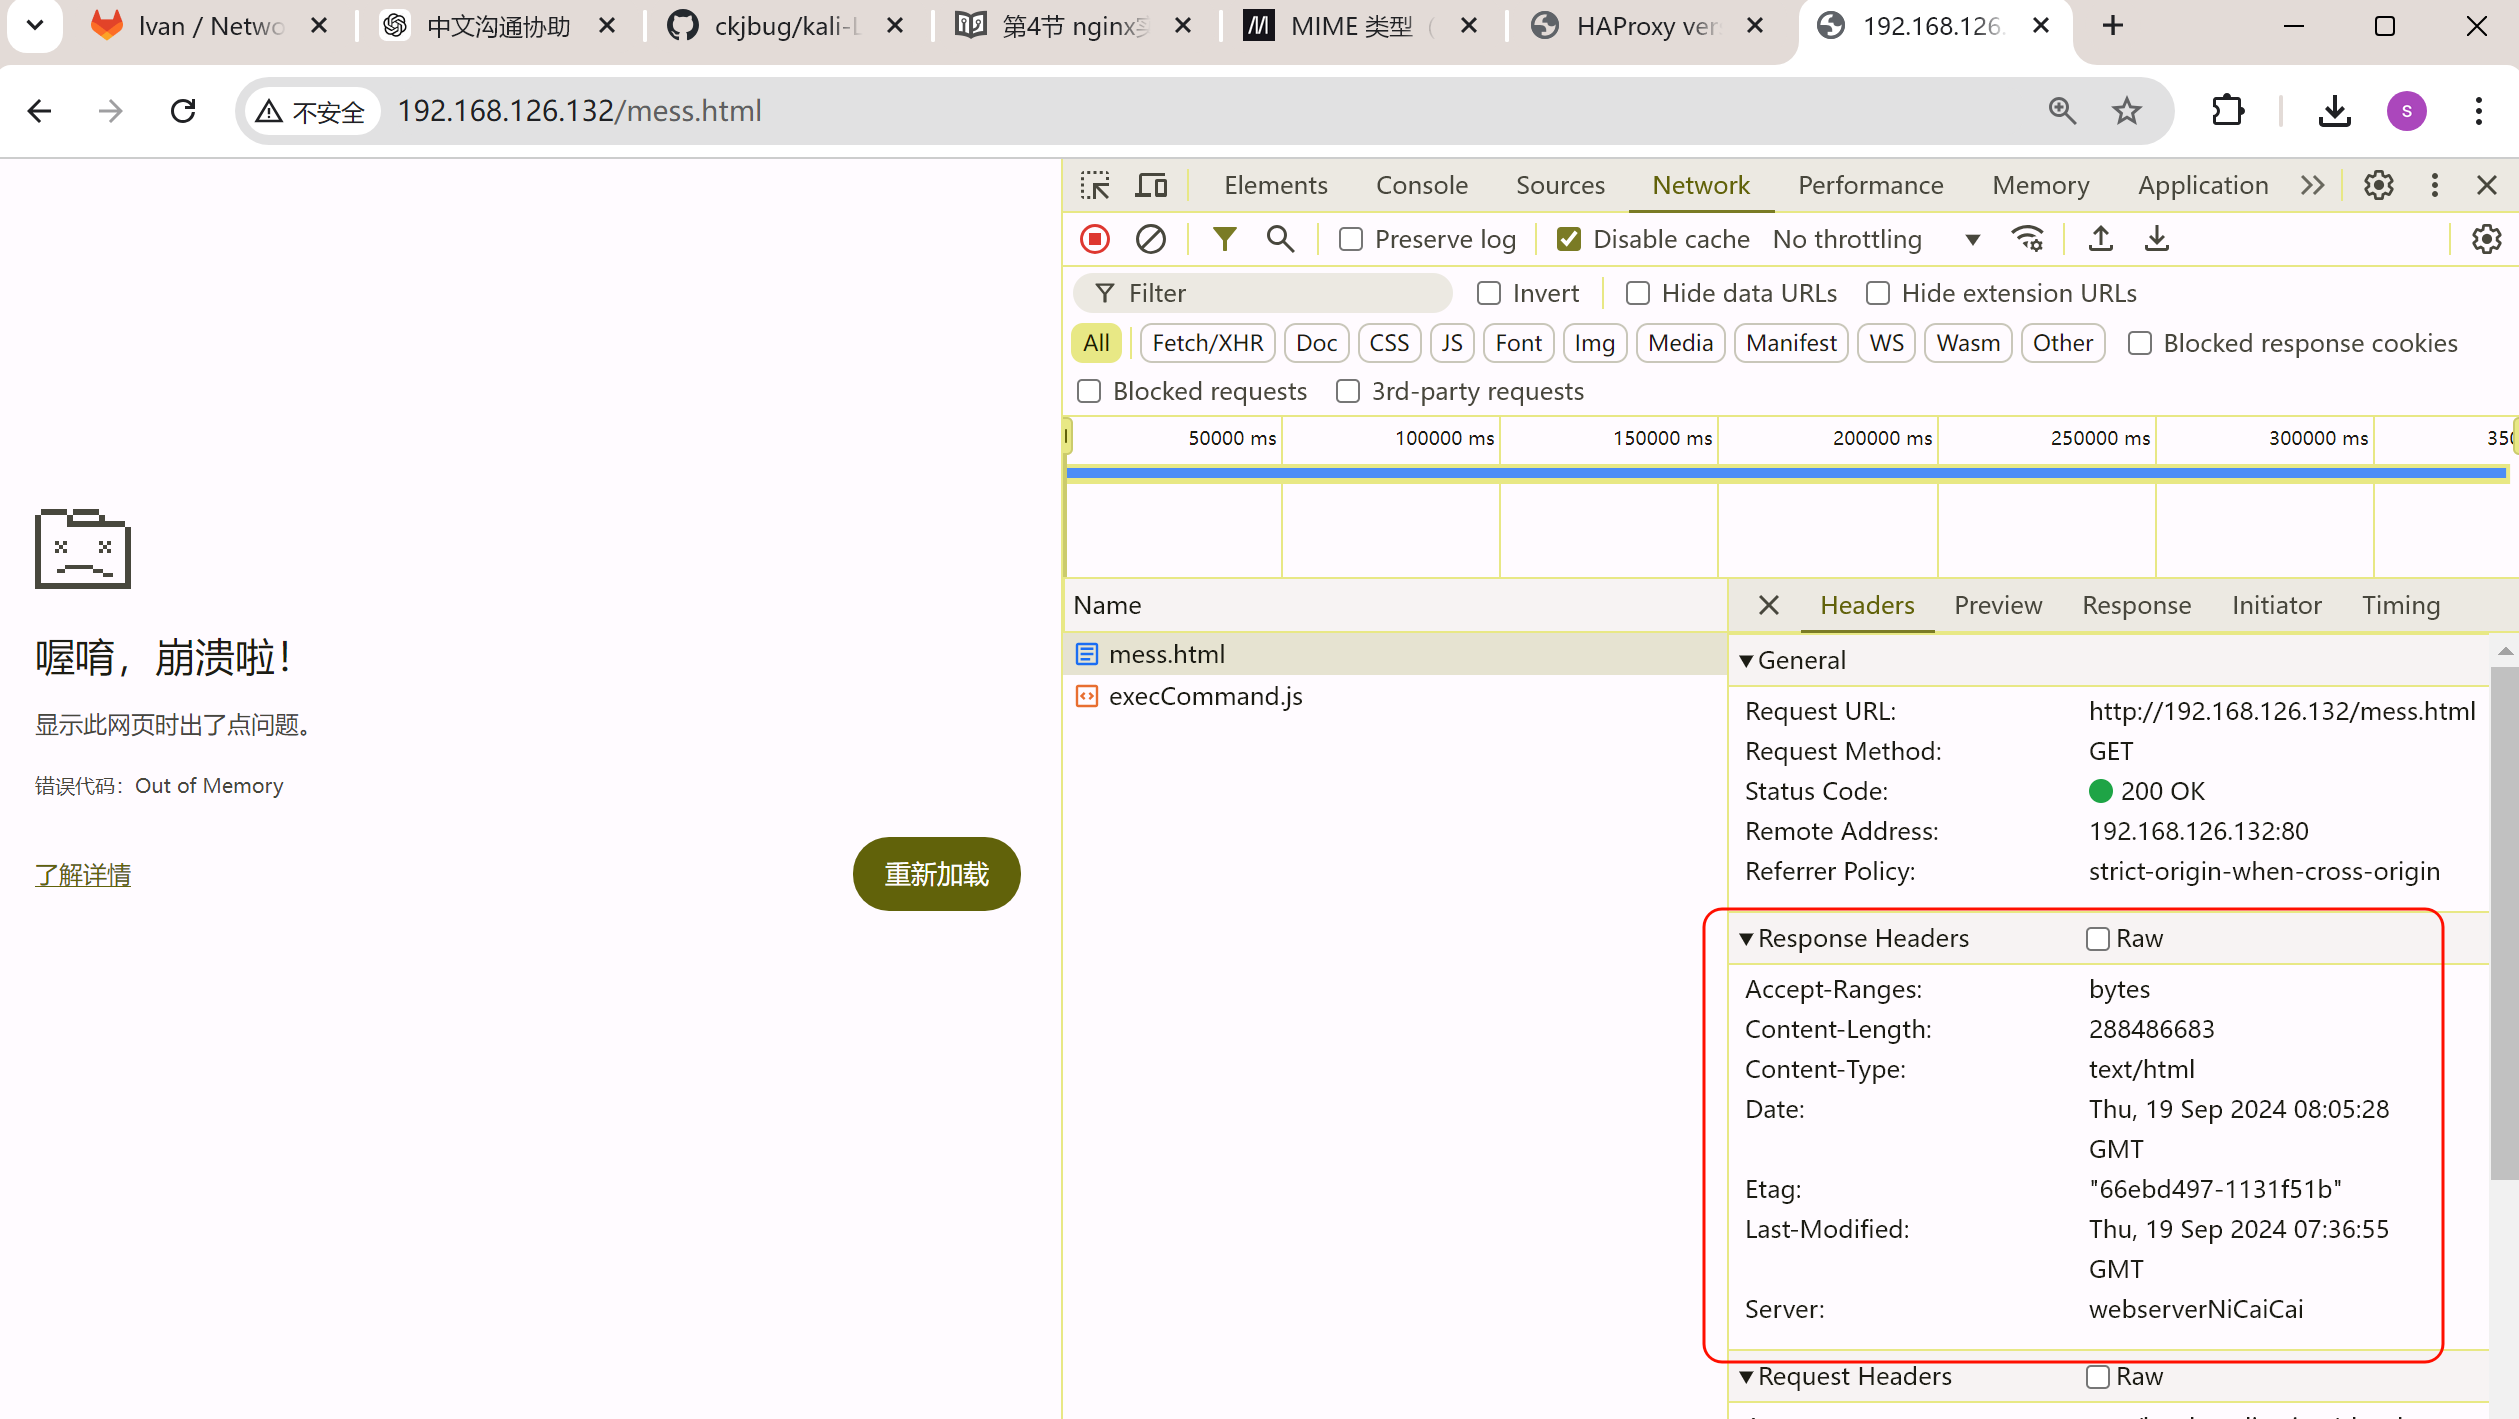 Ivan / Netwo
中文沟通协助
ckjbug/kali-L
第4节 nginx实
MIME 类型（
HAProxy ver
192.168.126.
不安全
192.168.126.132/mess.html
S
Elements Console Sources Network Performance Memory Application
Preserve log Disable cache No throttling
Filter Invert Hide data URLs Hide extension URLs
All Fetch/XHR Doc CSS JS Font Img Media Manifest WS Wasm Other Blocked response cookies
Blocked requests 3rd-party requests
50000 ms 100000 ms 150000 ms 200000 ms 250000 ms 300000 ms 350
喔唷，崩溃啦！
显示此网页时出了点问题。
错误代码：Out of Memory
了解详情
重新加载
Name
mess.html
execCommand.js
Headers Preview Response Initiator Timing
General
Request URL: http://192.168.126.132/mess.html
Request Method: GET
Status Code: 200 OK
Remote Address: 192.168.126.132:80
Referrer Policy: strict-origin-when-cross-origin
Response Headers Raw
Accept-Ranges: bytes
Content-Length: 288486683
Content-Type: text/html
Date: Thu, 19 Sep 2024 08:05:28
GMT
Etag: "66ebd497-1131f51b"
Last-Modified: Thu, 19 Sep 2024 07:36:55
GMT
Server: webserverNiCaiCai
Request Headers Raw